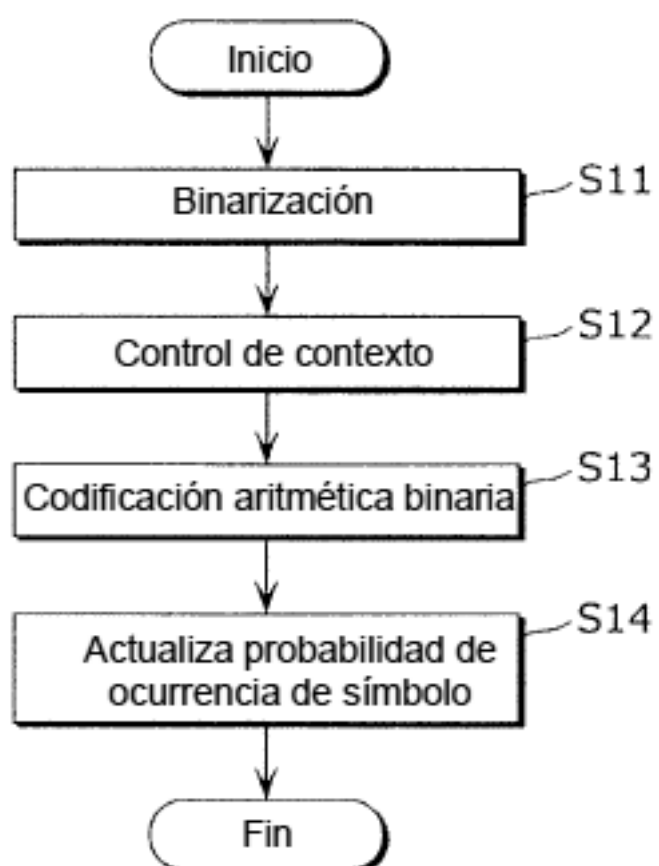 Inicio
Binarización
S11
Control de contexto
S12
Codificación aritmética binaria
S13
Actualiza probabilidad de
ocurrencia de símbolo
S14
Fin